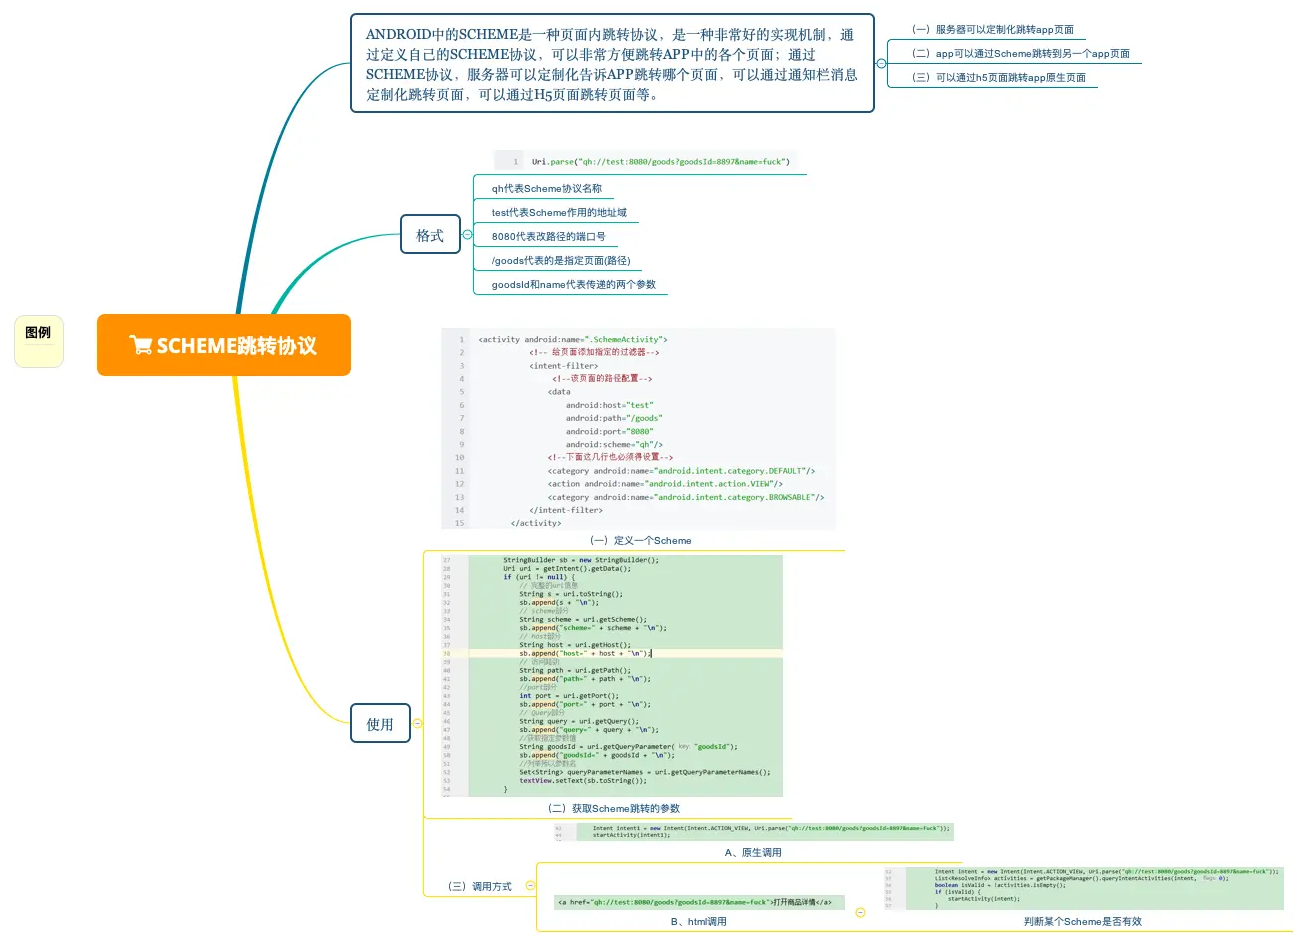 ANDROID中的SCHEME是一种页面内跳转协议，是一种非常好的实现机制，通
过定义自己的SCHEME协议，可以非常方便跳转APP中的各个页面；通过
SCHEME协议，服务器可以定制化告诉APP跳转哪个页面，可以通过通知栏消息
定制化跳转页面，可以通过H5页面跳转页面等。
（一）服务器可以定制化跳转app页面
（二）app可以通过Scheme跳转到另一个app页面
（三）可以通过h5页面跳转app原生页面
1 Uri.parse("qh://test:8080/goods?goodsId=8897&name=fuck")
格式
qh代表Scheme协议名称
test代表Scheme作用的地址域
8080代表改路径的端口号
/goods代表的是指定页面(路径)
goodsId和name代表传递的两个参数
图例
SCHEME跳转协议
1 <activity android:name=".SchemeActivity">
2 <!-- 给页面添加指定的过滤器-->
3 <intent-filter>
4 <!--该页面的路径配置-->
5 <data
6 android:host="test"
7 android:path="/goods"
8 android:port="8080"
9 android:scheme="qh"/>
10 <!--下面这几行也必须得设置-->
11 <category android:name="android.intent.category.DEFAULT"/>
12 <action android:name="android.intent.action.VIEW"/>
13 <category android:name="android.intent.category.BROWSABLE"/>
14 </intent-filter>
15 </activity>
（一）定义一个Scheme
使用
27 StringBuilder sb = new StringBuilder();
28 Uri uri = getIntent().getData();
29 if (uri != null) {
30 // 完整的uri信息
31 String s = uri.toString();
32 sb.append(s + "\n");
33 // scheme部分
34 String scheme = uri.getScheme();
35 sb.append("scheme=" + scheme + "\n");
36 // host部分
37 String host = uri.getHost();
38 sb.append("host=" + host + "\n");
39 // 访问路劲
40 String path = uri.getPath();
41 sb.append("path=" + path + "\n");
42 //port部分
43 int port = uri.getPort();
44 sb.append("port=" + port + "\n");
45 // Query部分
46 String query = uri.getQuery();
47 sb.append("query=" + query + "\n");
48 //获取指定参数值
49 String goodsId = uri.getQueryParameter( key "goodsId");
50 sb.append("goodsId=" + goodsId + "\n");
51
52 Set<String> queryParameterNames = uri.getQueryParameterNames();
53 textView.setText(sb.toString());
54 }
（二）获取Scheme跳转的参数
43 Intent intent1 = new Intent(Intent.ACTION_VIEW, Uri.parse("qh://test:8080/goods?goodsId=8897&name=fuck"));
44 startActivity(intent1);
A、原生调用
（三）调用方式
<a href="qh://test:8080/goods?goodsId=8897&name=fuck">打开商品详情</a>
B、html调用
32 Intent intent = new Intent(Intent.ACTION_VIEW, Uri.parse("qh://test:8080/goods?goodsId=8897&name=fuck"));
33 List<ResolveInfo> activities = getPackageManager().queryIntentActivities(intent, flags 0);
34 boolean isValid = !activities.isEmpty();
35 if (isValid) {
36 startActivity(intent);
37 }
判断某个Scheme是否有效